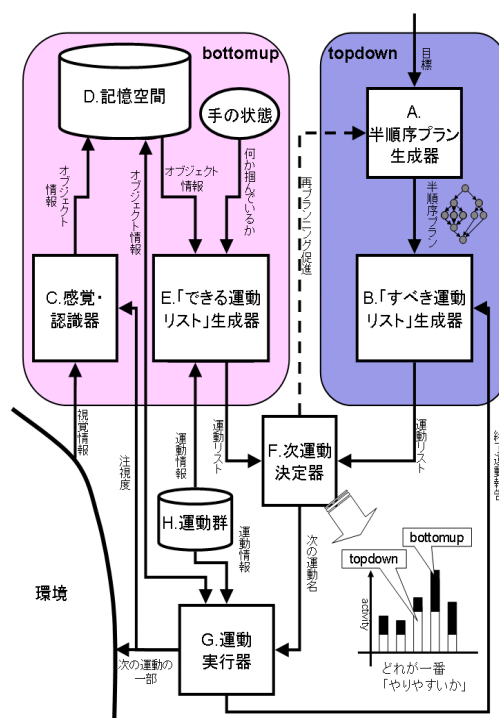 bottomup
topdown
目標
D.記憶空間
手の状態
A.
半順序プラン
生成器
オブジェクト
情報
オブジェクト情報
オブジェクト
情報
何か掴んでいるか
再プランニング促進
半順序プラン
C.感覚・
認識器
E.「できる運動
リスト」生成器
B.「すべき運動
リスト」生成器
視覚情報
注視度
運動情報
運動リスト
運動リスト
F.次運動
決定器
H.運動群
運動情報
次の運動名
bottomup
topdown
activity
環境
G.運動
実行器
次の運動の
一部
どれが一番
「やりやすいか」